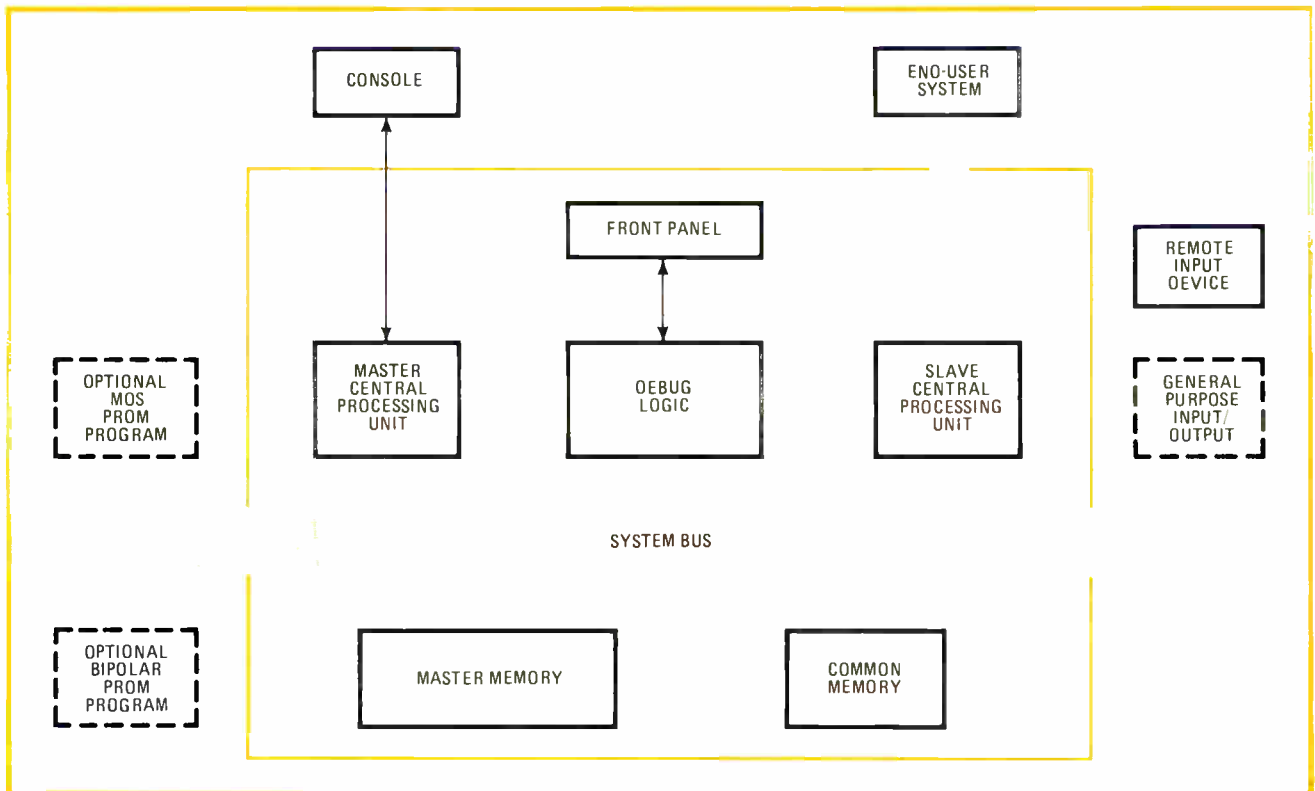 CONSOLE
ENO-USER
SYSTEM
FRONT PANEL
REMOTE
INPUT
OEVICE
OPTIONAL
MOS
PROM
PROGRAM
MASTER
CENTRAL
PROCESSING
UNIT
OEBUG
LOGIC
SLAVE
CENTRAL
PROCESSING
UNIT
GENERAL
PURPOSE
INPUT/
OUTPUT
SYSTEM BUS
OPTIONAL
BIPOLAR
PROM
PROGRAM
MASTER MEMORY
COMMON
MEMORY